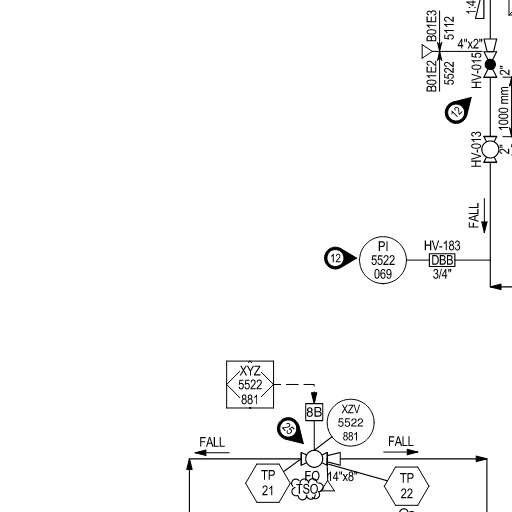 1:4
B01E3
5112
B01E2
5522
4"x2"
HV-015
2"
12
1000 mm
HV-013
2"
FALL
12
PI
5522
069
HV-183
DBB
3/4"
XYZ
5522
881
8B
XZV
5522
881
25
FALL
FALL
FO
14"x8"
TSO
TP
21
TP
22